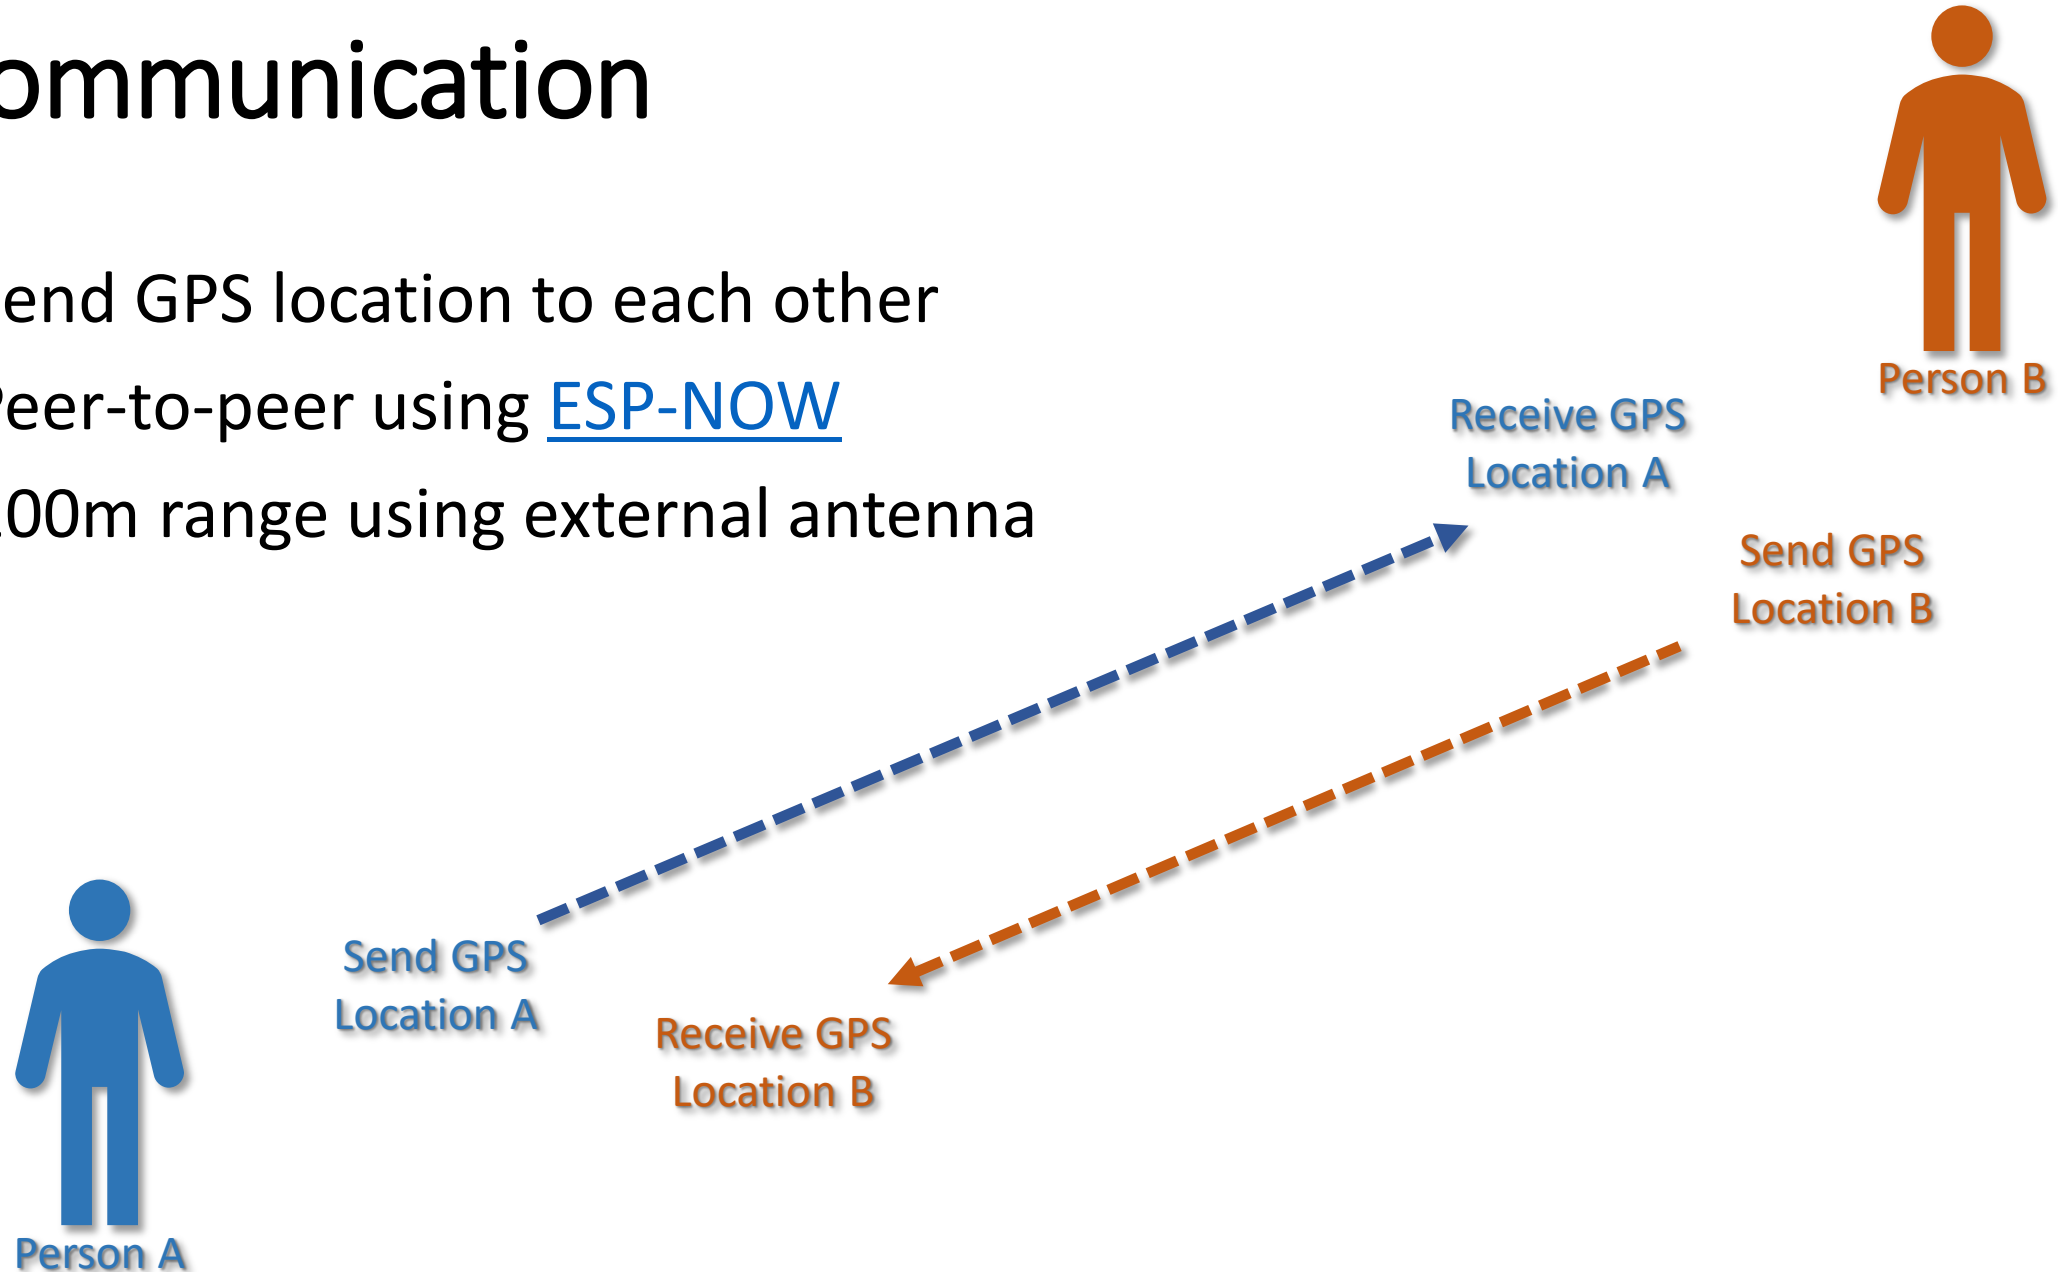 ommunication
end GPS location to each other
Peer-to-peer using ESP-NOW
00m range using external antenna
Person B
Receive GPS
Location A
Send GPS
Location B
Send GPS
Location A
Receive GPS
Location B
Person A